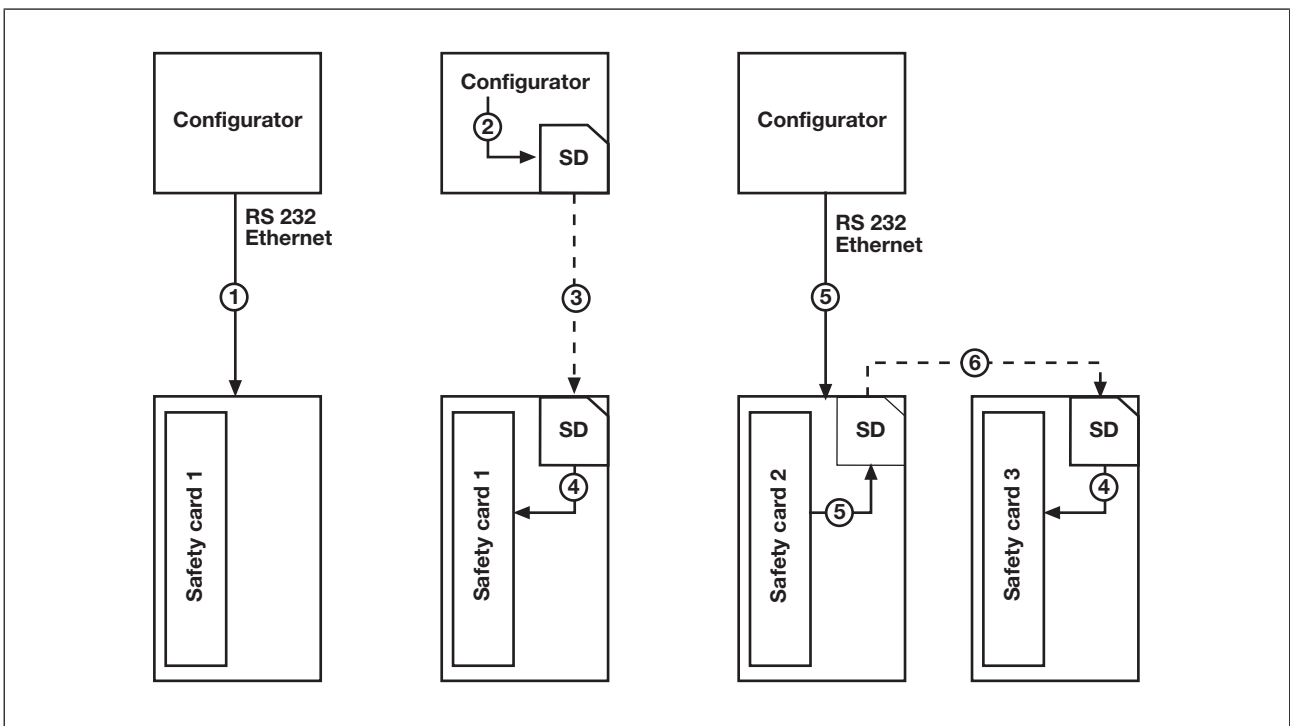 Configurator
RS 232
Ethernet
1
Safety card 1
Configurator
2
SD
3
SD
4
Safety card 1
Configurator
RS 232
Ethernet
5
6
SD
5
Safety card 2
SD
4
Safety card 3